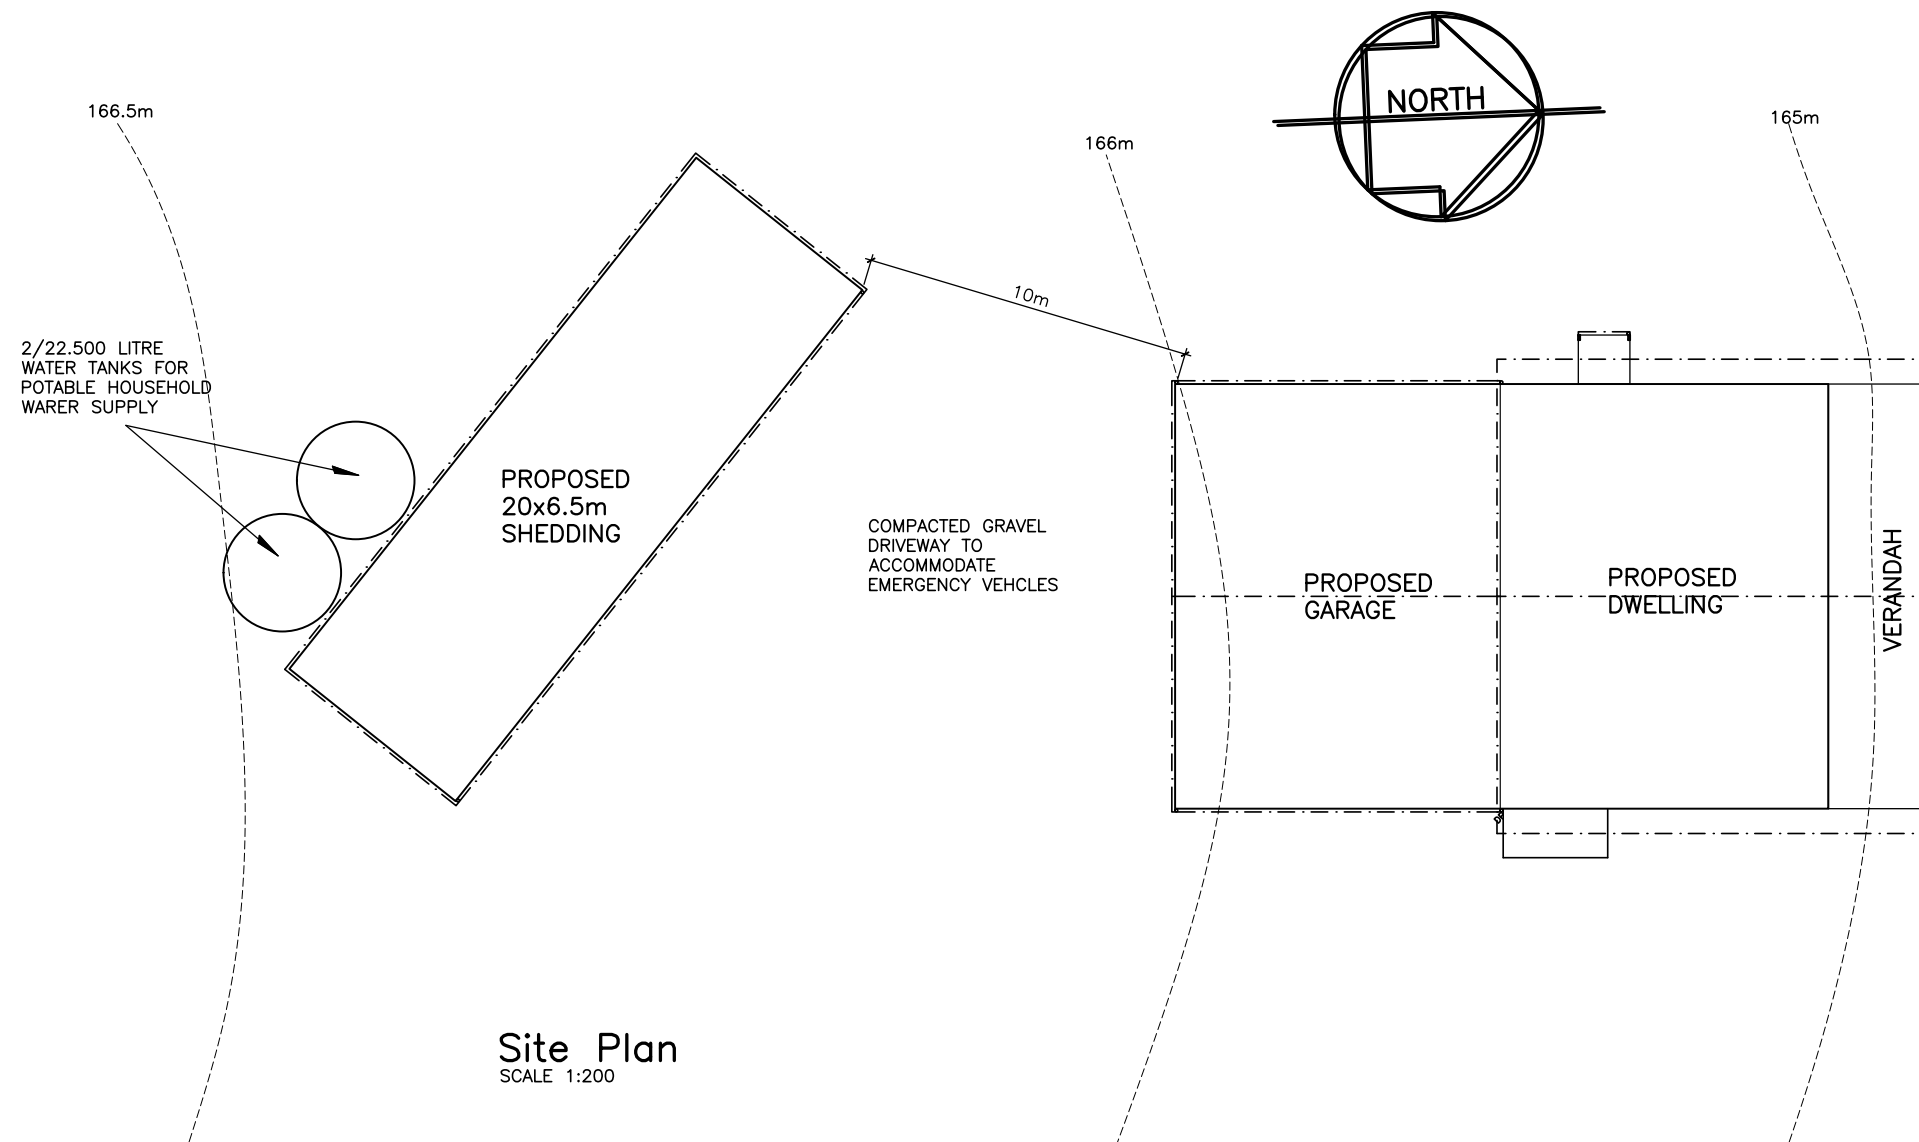 NORTH
166.5m
165m
166m
10m
2/22.500 LITRE
WATER TANKS FOR
POTABLE HOUSEHOLD
WARER SUPPLY
PROPOSED
20x6.5m
SHEDDING
COMPACTED GRAVEL
DRIVEWAY TO
ACCOMMODATE
EMERGENCY VEHCLES
PROPOSED
GARAGE
PROPOSED
DWELLING
VERANDAH
Site Plan
SCALE 1:200